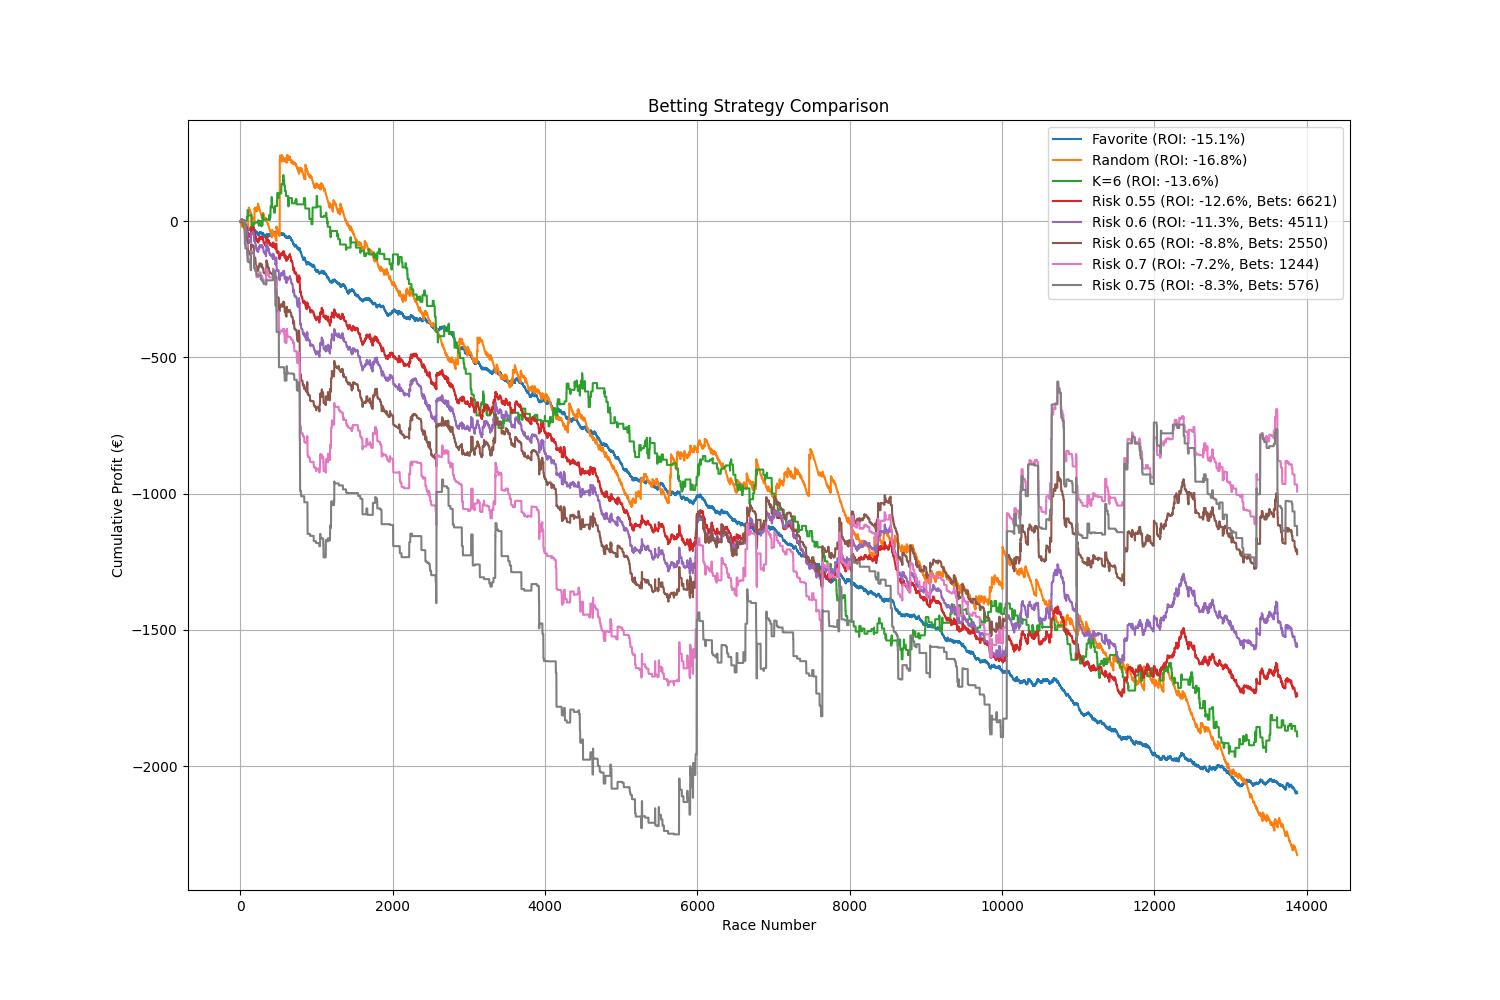 Betting Strategy Comparison
Favorite (ROI: -15.1%)
Random (ROI: -16.8%)
K=6 (ROI: -13.6%)
Risk 0.55 (ROI: -12.6%, Bets: 6621)
Risk 0.6 (ROI: -11.3%, Bets: 4511)
Risk 0.65 (ROI: -8.8%, Bets: 2550)
Risk 0.7 (ROI: -7.2%, Bets: 1244)
Risk 0.75 (ROI: -8.3%, Bets: 576)
Cumulative Profit (€)
0
−500
−1000
−1500
−2000
0 2000 4000 6000 8000 10000 12000 14000
Race Number